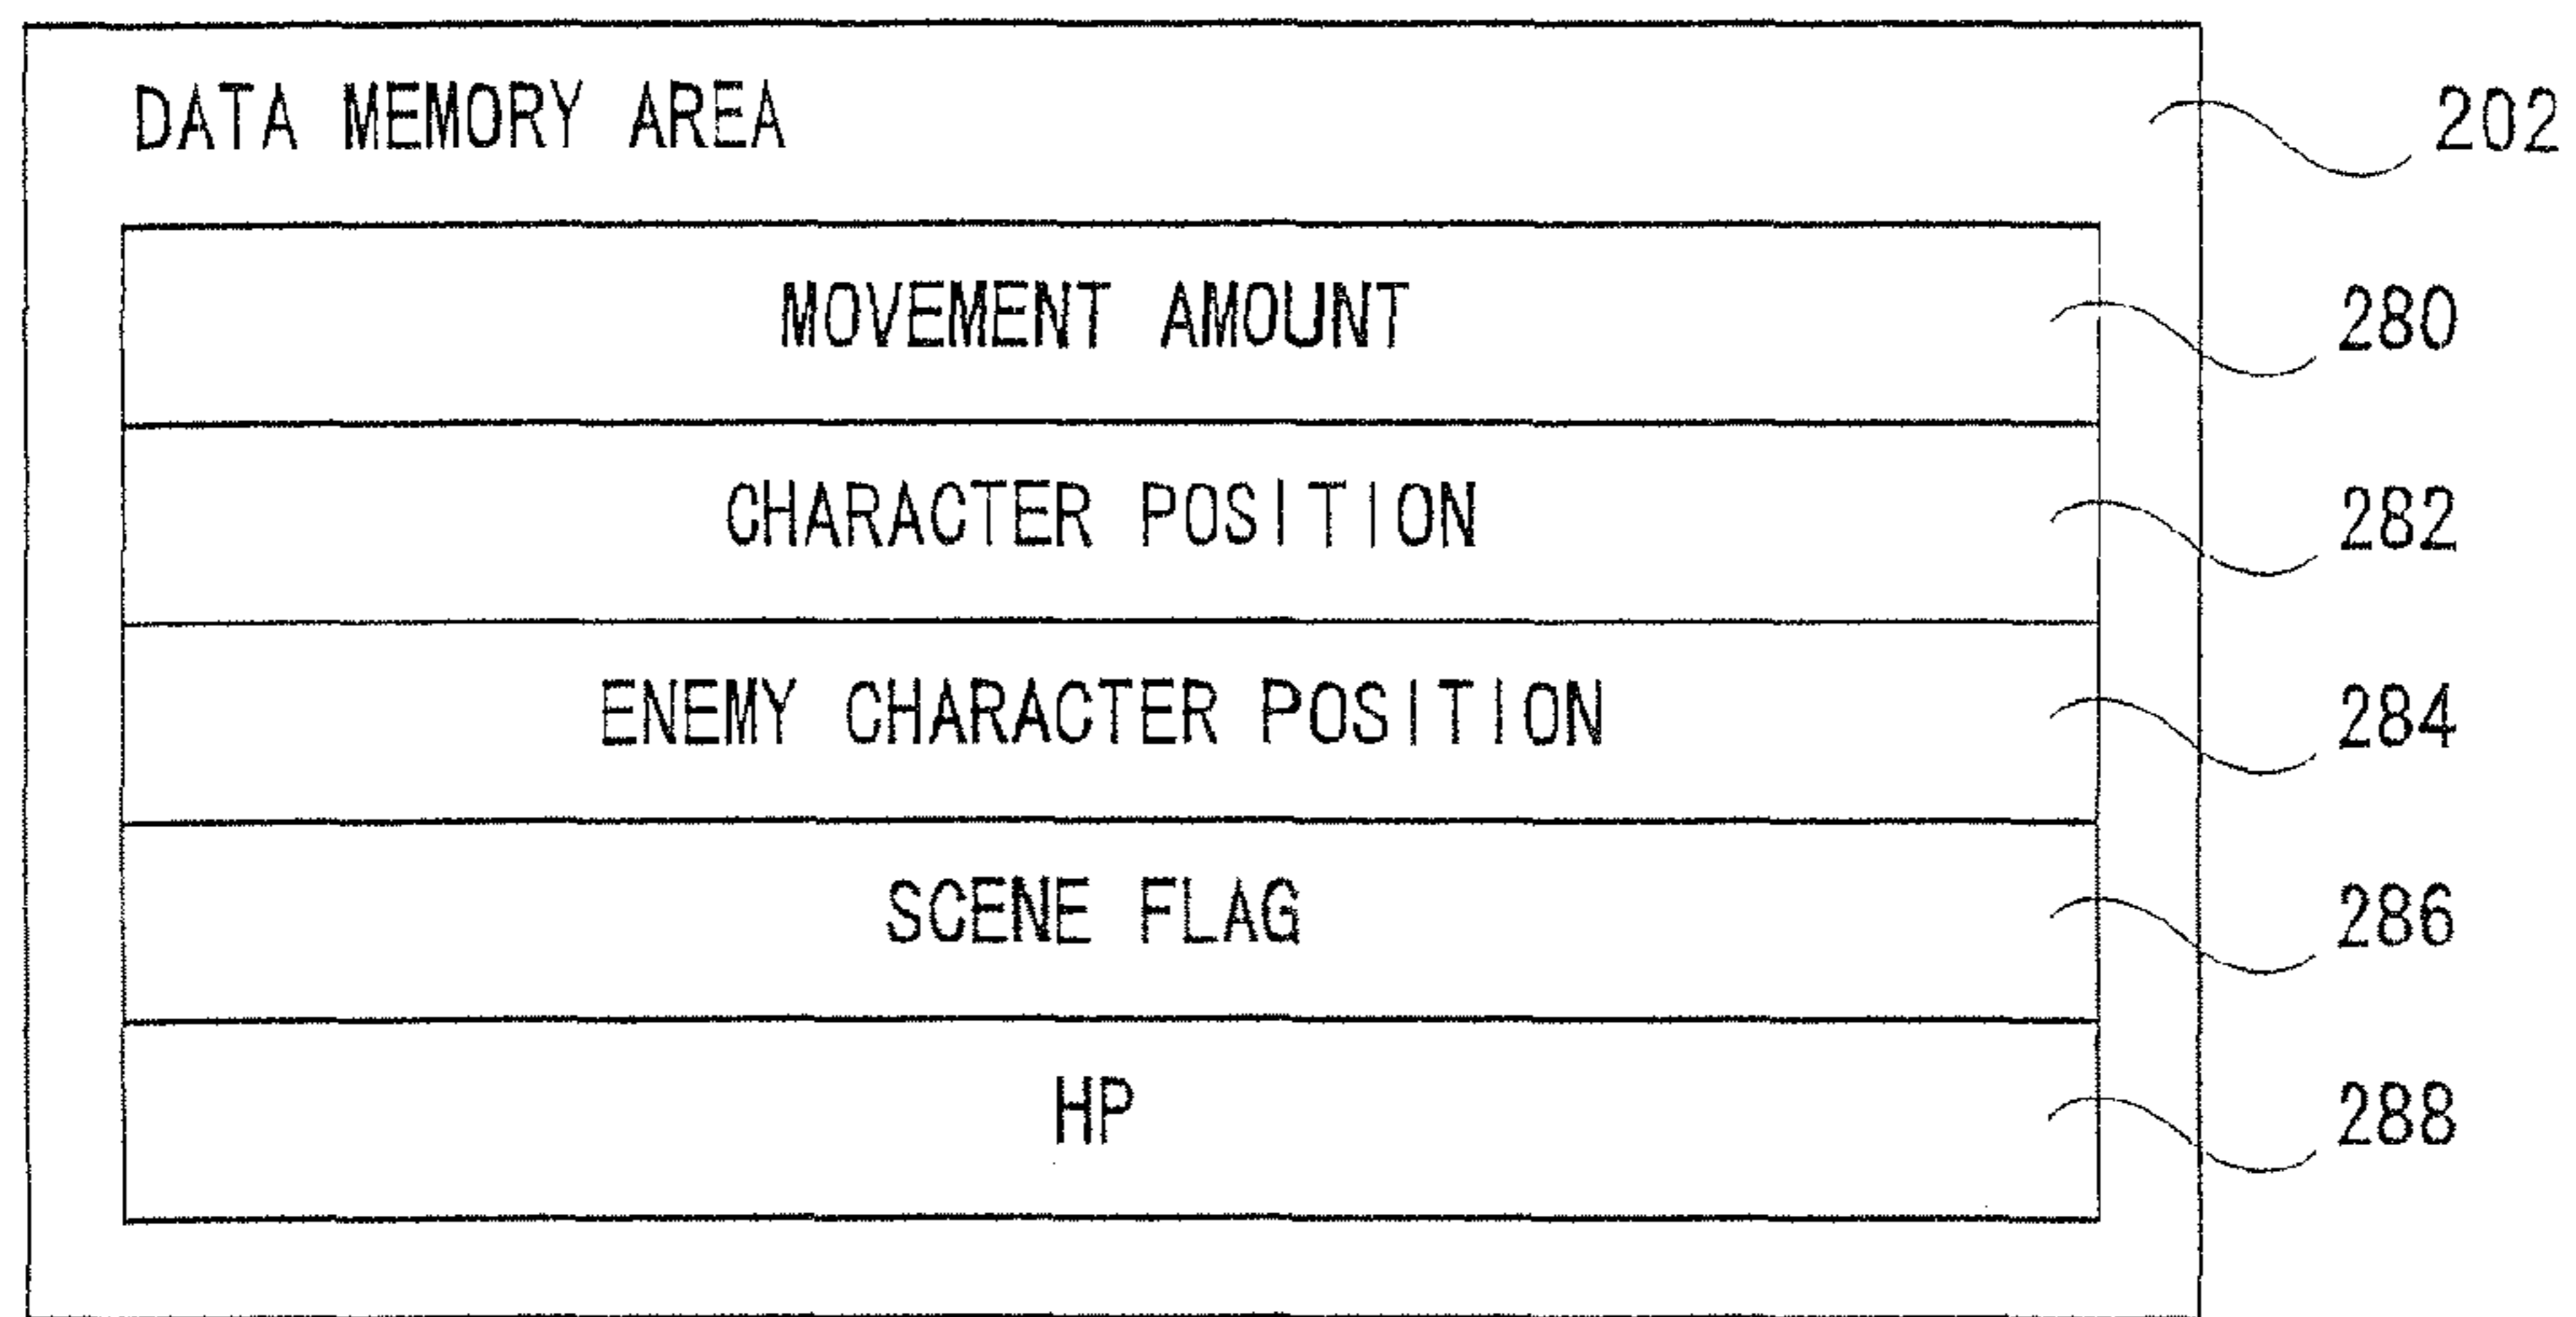 DATA MEMORY AREA 202
MOVEMENT AMOUNT 280
CHARACTER POSITION 282
ENEMY CHARACTER POSITION 284
SCENE FLAG 286
HP 288